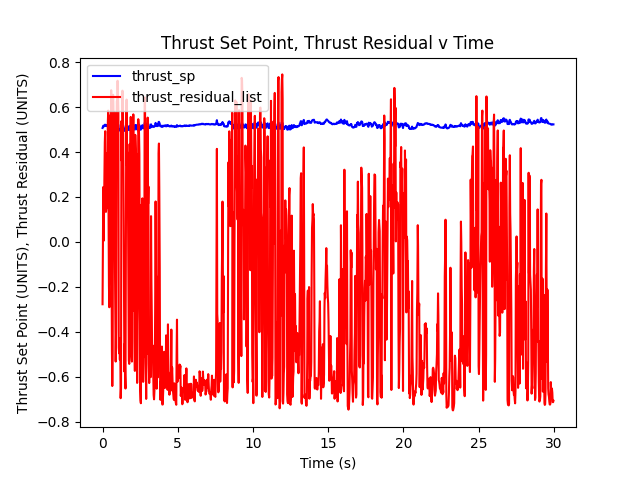 Thrust Set Point, Thrust Residual v Time
thrust_sp
thrust_residual_list
Thrust Set Point (UNITS), Thrust Residual (UNITS)
0.8
0.6
0.4
0.2
0.0
−0.2
−0.4
−0.6
−0.8
0 5 10 15 20 25 30
Time (s)